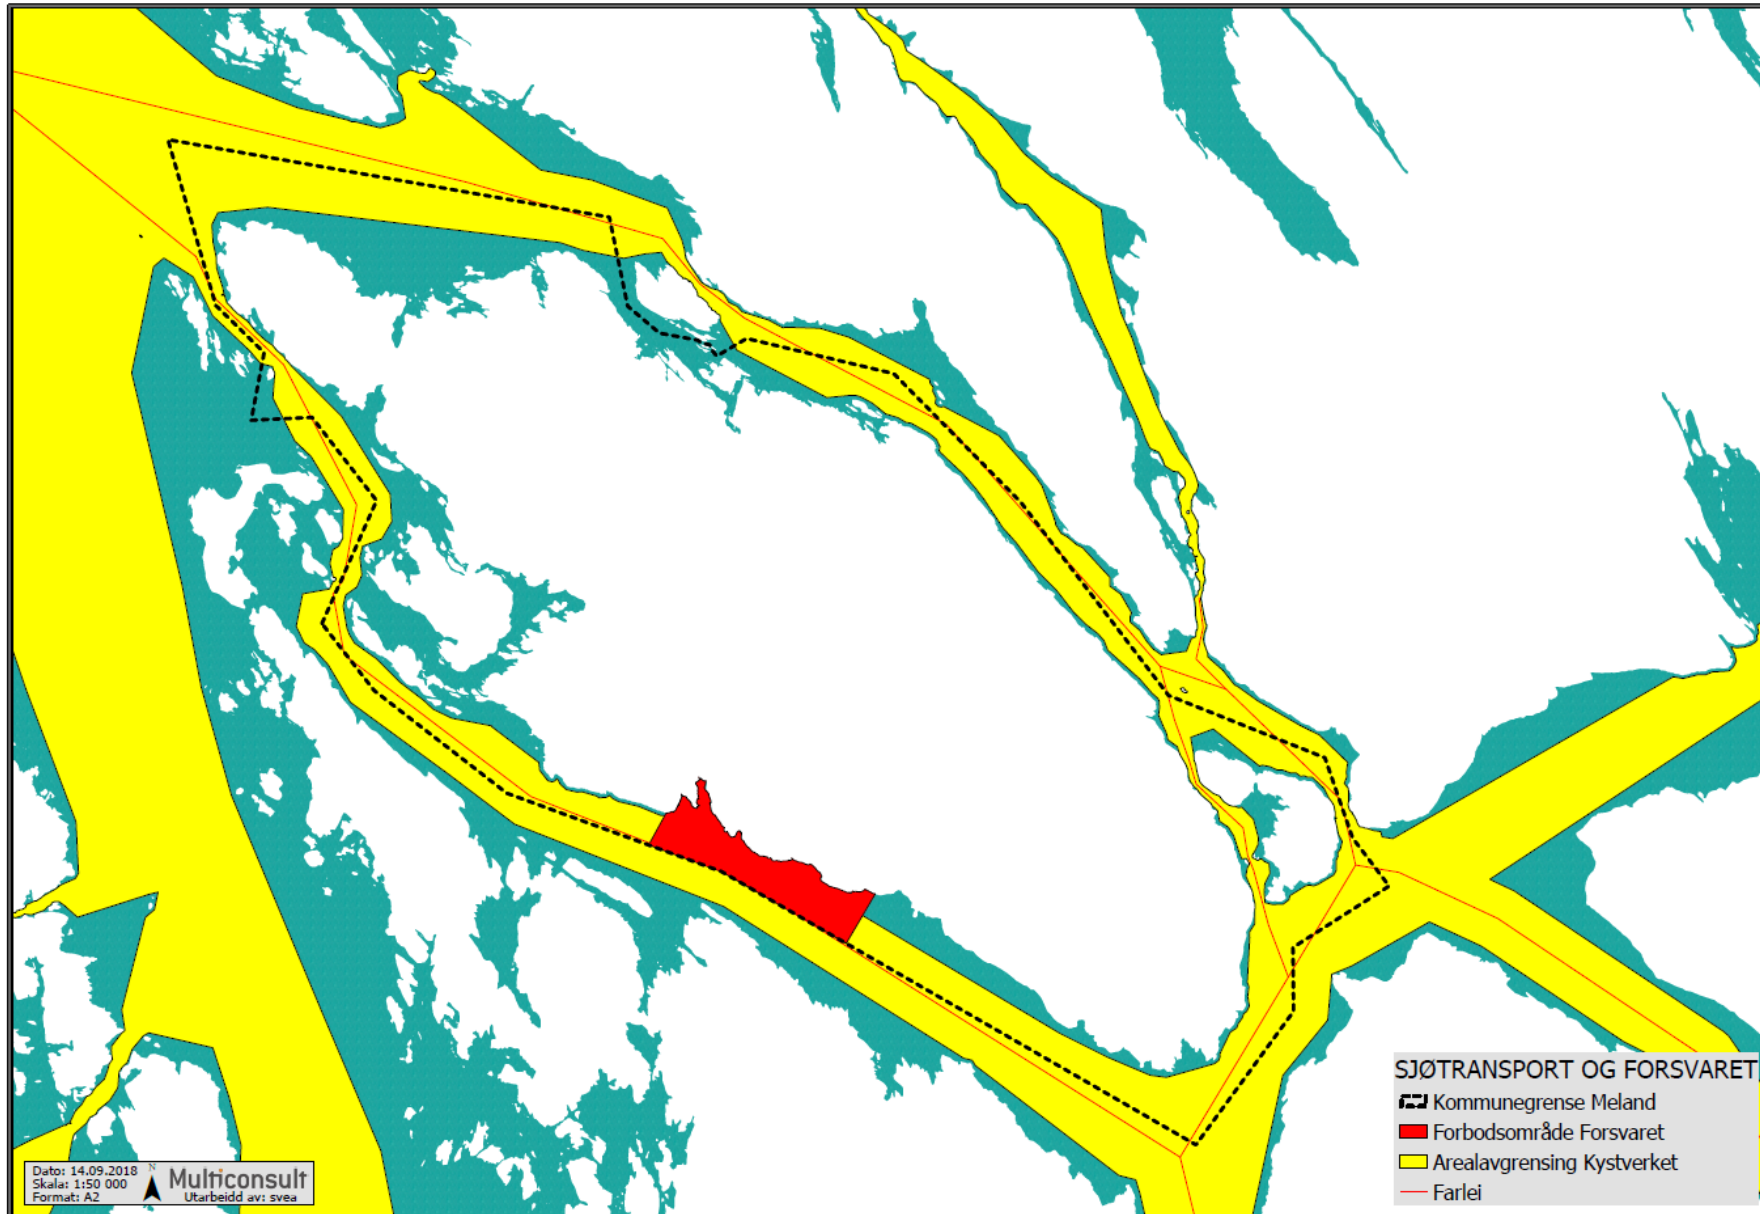 SJØTRANSPORT OG FORSVARET
Kommunegrense Meland
Forbodsområde Forsvaret
Arealavgrensing Kystverket
Farlei
Dato: 14.09.2018
Skala: 1:50 000
Format: A2
N
Multiconsult
Utarbeidd av: svea